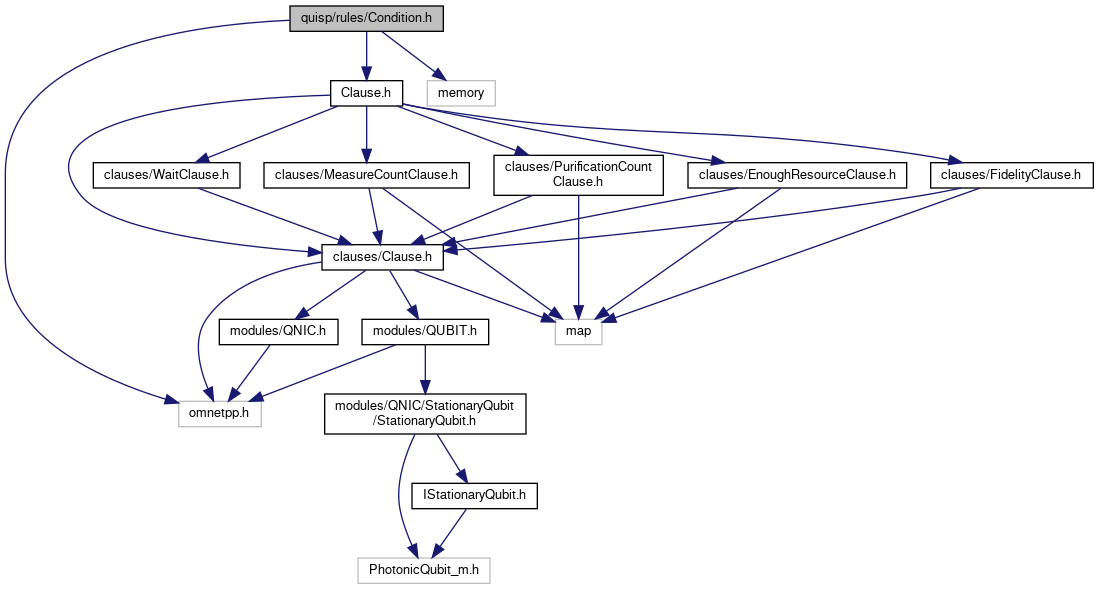 quisp/rules/Condition.h
Clause.h
memory
clauses/WaitClause.h
clauses/MeasureCountClause.h
clauses/PurificationCount
Clause.h
clauses/EnoughResourceClause.h
clauses/FidelityClause.h
clauses/Clause.h
modules/QNIC.h
modules/QUBIT.h
map
omnetpp.h
modules/QNIC/StationaryQubit
/StationaryQubit.h
IStationaryQubit.h
PhotonicQubit_m.h